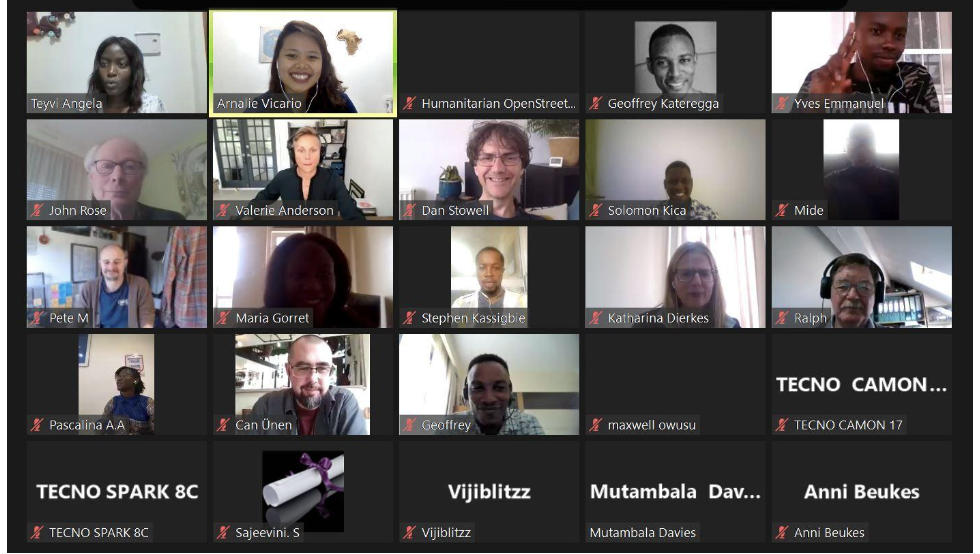 Teyvi Angela
Arnalie Vicario
Humanitarian OpenStreet...
Geoffrey Kateregga
Yves Emmanuel
John Rose
Valerie Anderson
Dan Stowell
Solomon Kica
Mide
Pete M
Maria Gorret
Stephen Kassigbie
Katharina Dierkes
Ralph
Pascalina A.A
Can Ünen
Geoffrey
maxwell owusu
TECNO CAMON...
TECNO CAMON 17
TECNO SPARK 8C
TECNO SPARK 8C
Sajeevini. S
Vijiblitzz
Vijiblitzz
Mutambala Dav...
Mutambala Davies
Anni Beukes
Anni Beukes